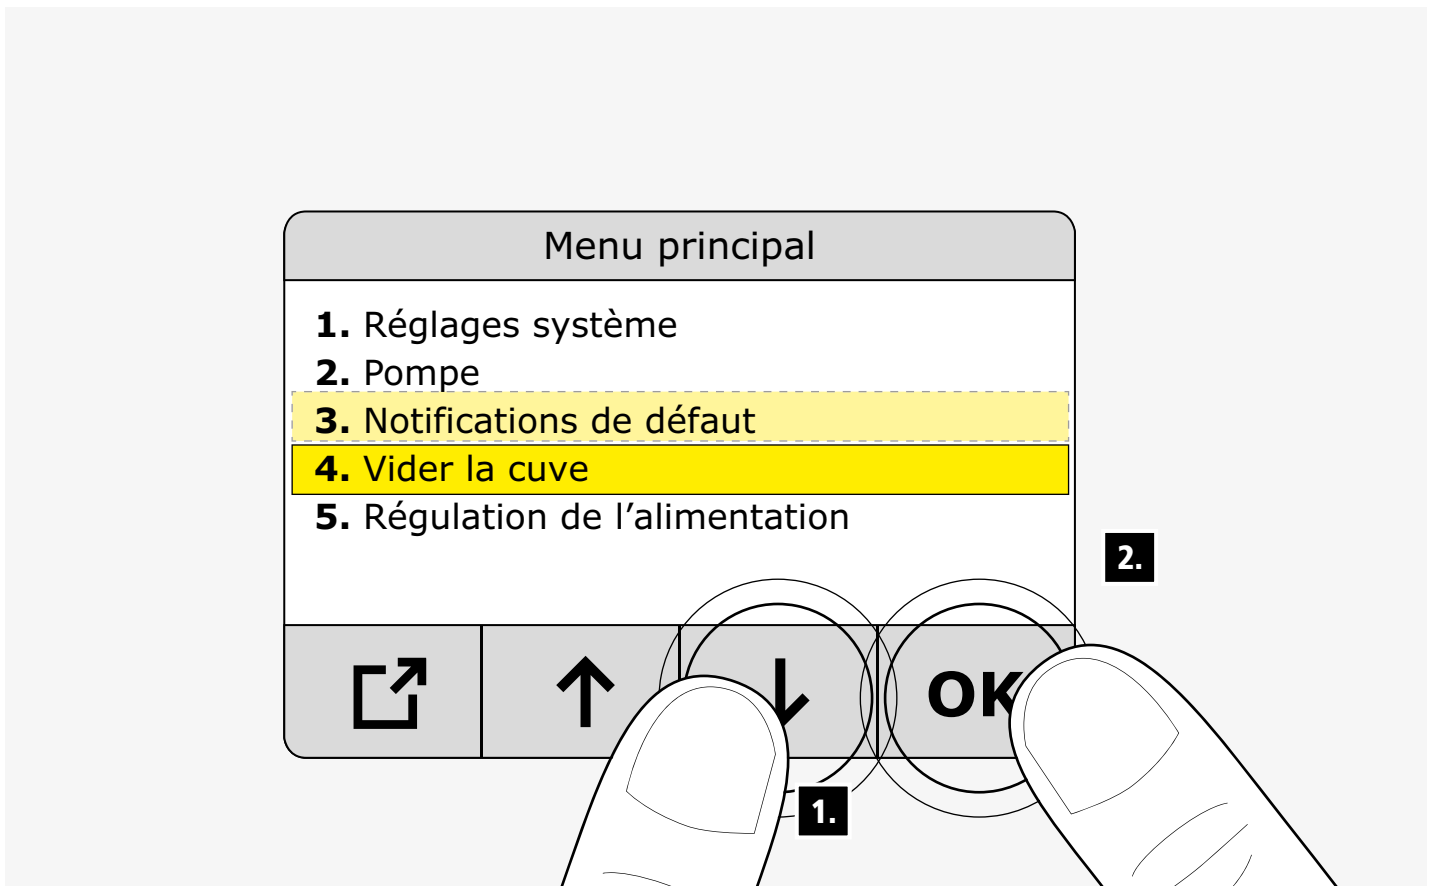 Menu principal
1. Réglages système
2. Pompe
3. Notifications de défaut
4. Vider la cuve
5. Régulation de l’alimentation
2.
OK
1.